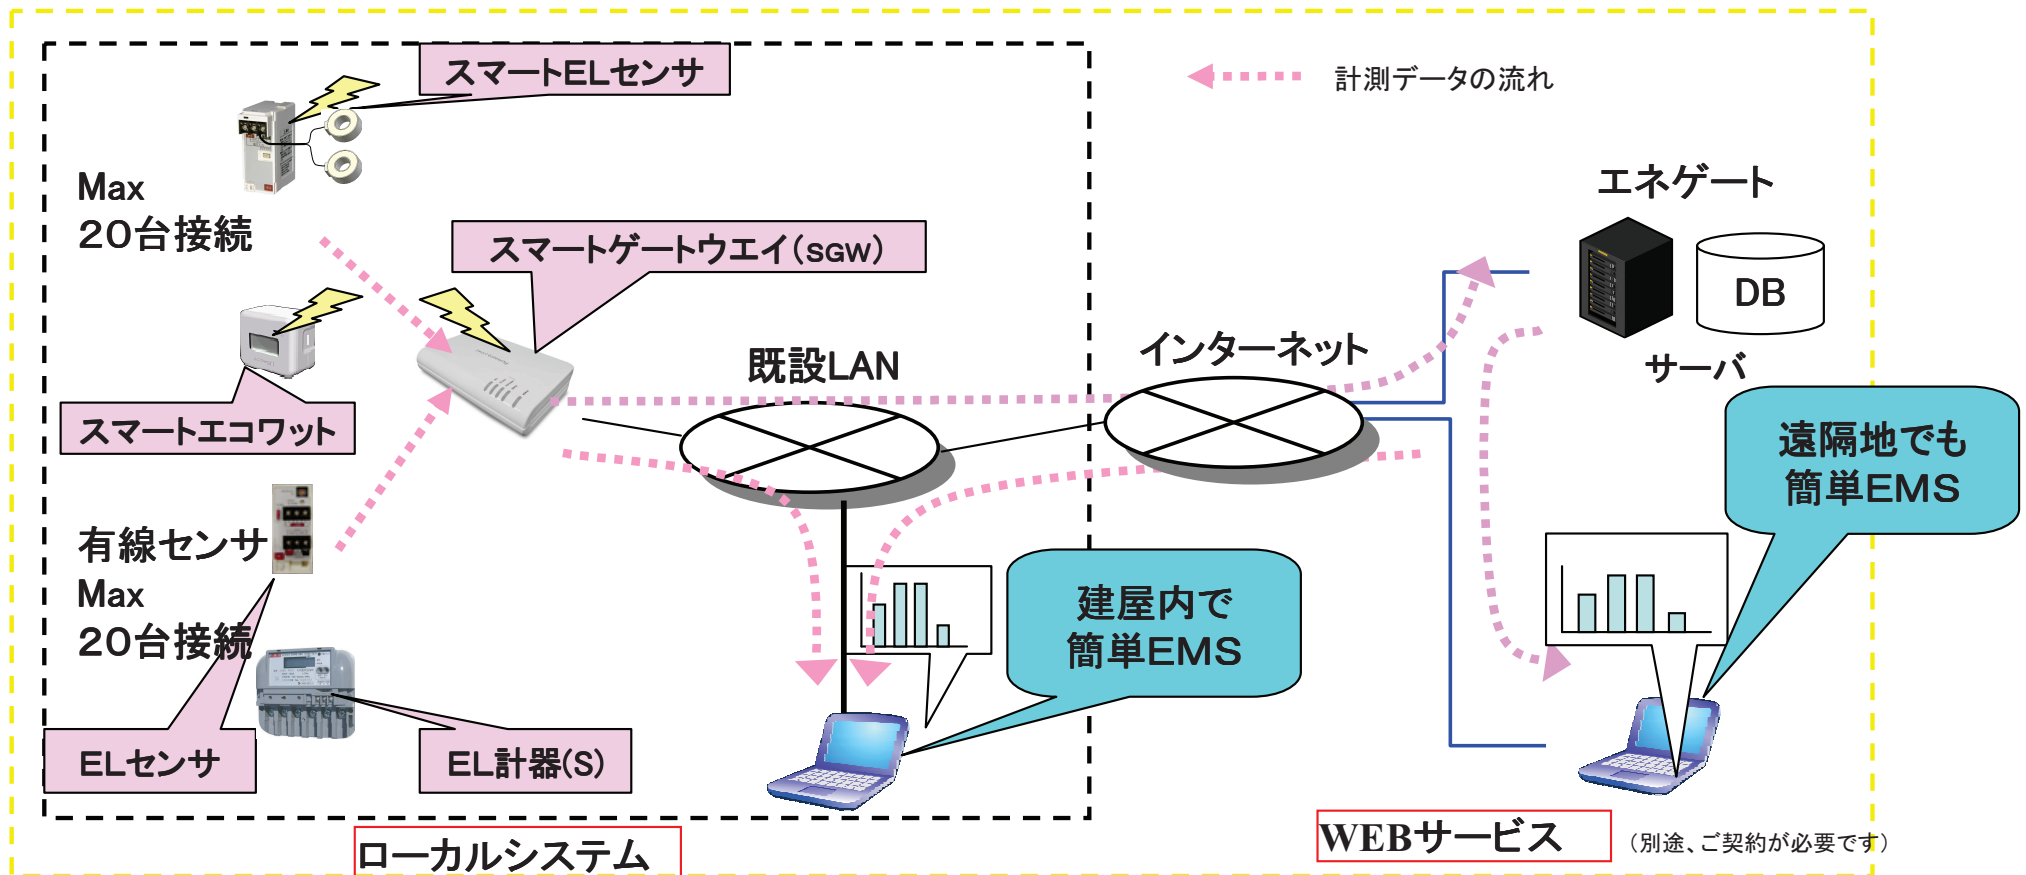 スマートELセンサ
計測データの流れ
Max
20台接続
エネゲート
スマートゲートウエイ(SGW)
DB
サーバ
既設LAN
インターネット
スマートエコワット
遠隔地でも
簡単EMS
有線センサ
Max
20台接続
建屋内で
簡単EMS
ELセンサ
EL計器(S)
ローカルシステム
WEBサービス
(別途、ご契約が必要です)